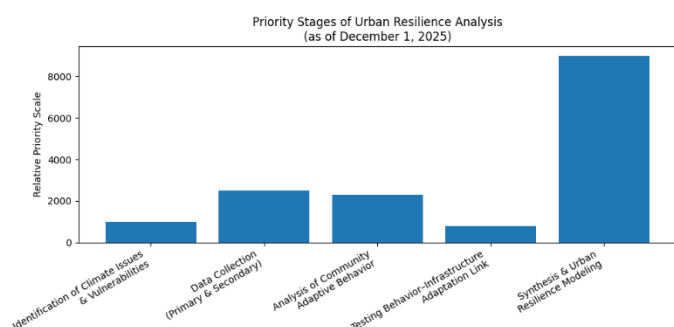 Priority Stages of Urban Resilience Analysis
(as of December 1, 2025)
Relative Priority Scale
8000
6000
4000
2000
0
Identification of Climate Issues
& Vulnerabilities
Data Collection
(Primary & Secondary)
Analysis of Community
Adaptive Behavior
Testing Behavior–Infrastructure
Adaptation Link
Synthesis & Urban
Resilience Modeling